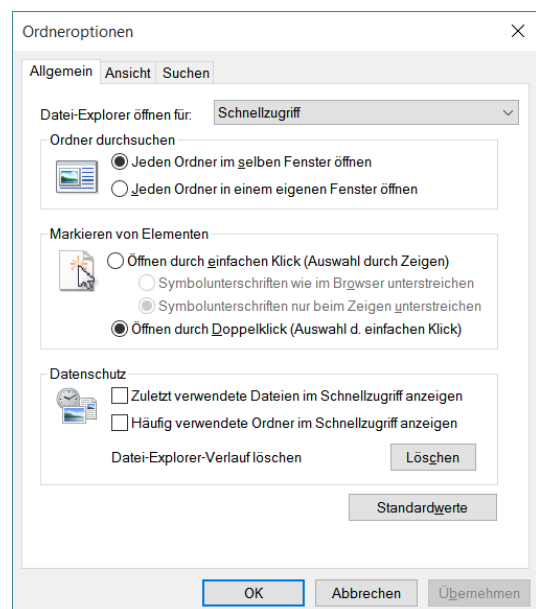 Ordneroptionen
Allgemein Ansicht Suchen
Datei-Explorer öffnen für: Schnellzugriff
Ordner durchsuchen
Jeden Ordner im selben Fenster öffnen
Jeden Ordner in einem eigenen Fenster öffnen
Markieren von Elementen
Öffnen durch einfachen Klick (Auswahl durch Zeigen)
Symbolunterschriften wie im Browser unterstreichen
Symbolunterschriften nur beim Zeigen unterstreichen
Öffnen durch Doppelklick (Auswahl d. einfachen Klick)
Datenschutz
Zuletzt verwendete Dateien im Schnellzugriff anzeigen
Häufig verwendete Ordner im Schnellzugriff anzeigen
Datei-Explorer-Verlauf löschen Löschen
Standardwerte
OK Abbrechen Übernehmen